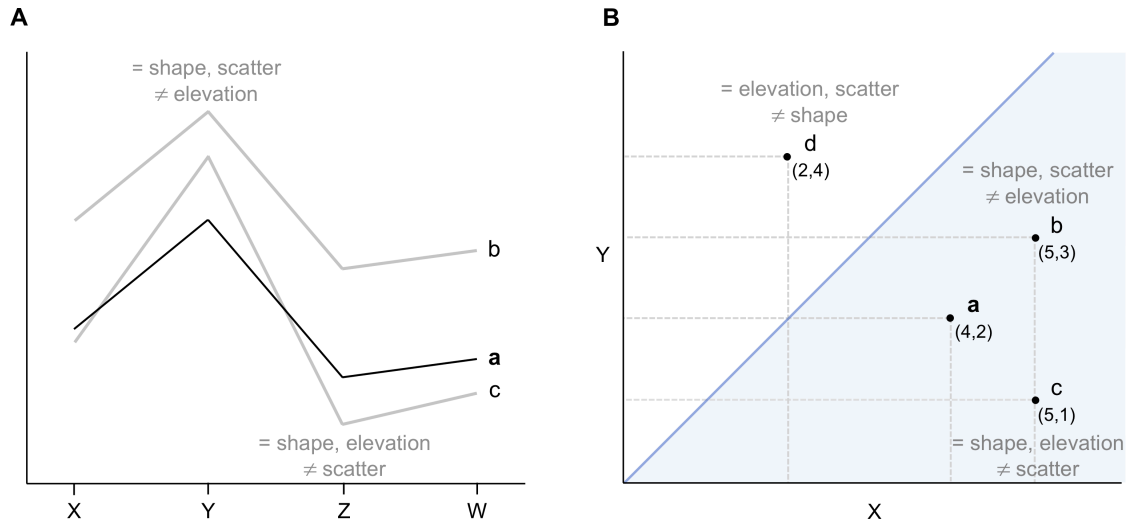 A
= shape, scatter
≠ elevation
b
a
c
= shape, elevation
≠ scatter
X Y Z W
B
= elevation, scatter
≠ shape
d
(2,4)
= shape, scatter
≠ elevation
b
(5,3)
Y
a
(4,2)
c
(5,1)
= shape, elevation
≠ scatter
X